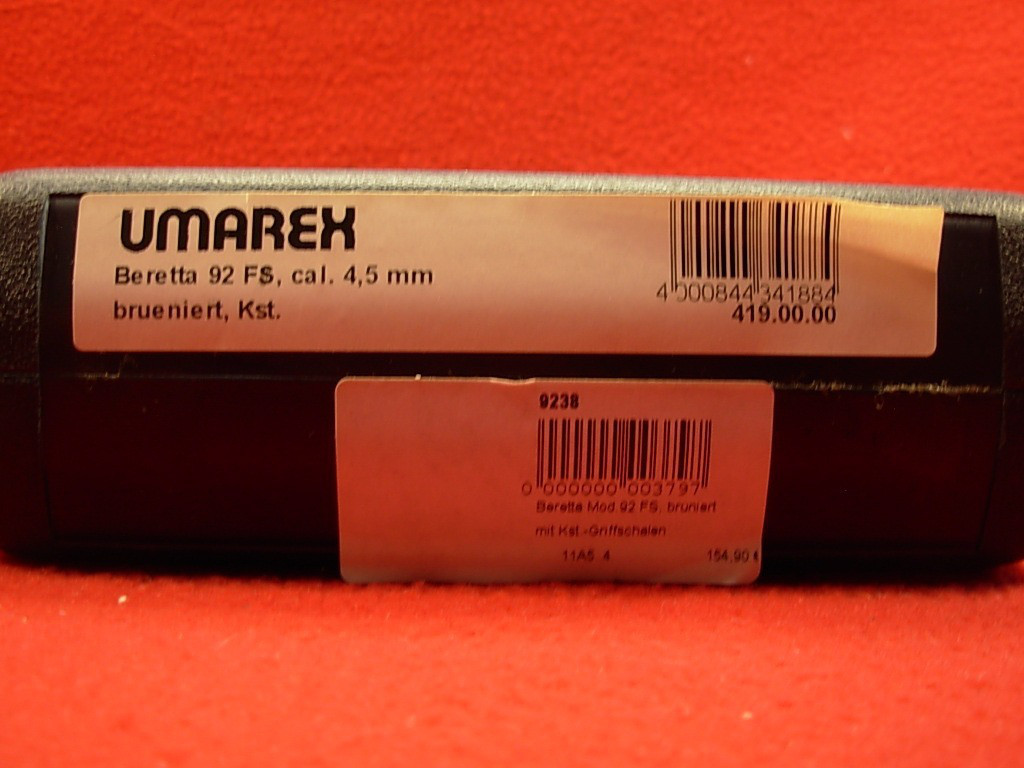 UMAREX
Beretta 92 FS, cal. 4,5 mm
brueniert, Kst.
4 000844 341884
419.00.00
9238
0 000000 003797
Beretta Mod 92 FS, bruniert
mit Kst.-Griffschalen
11A5 4 154.90 €